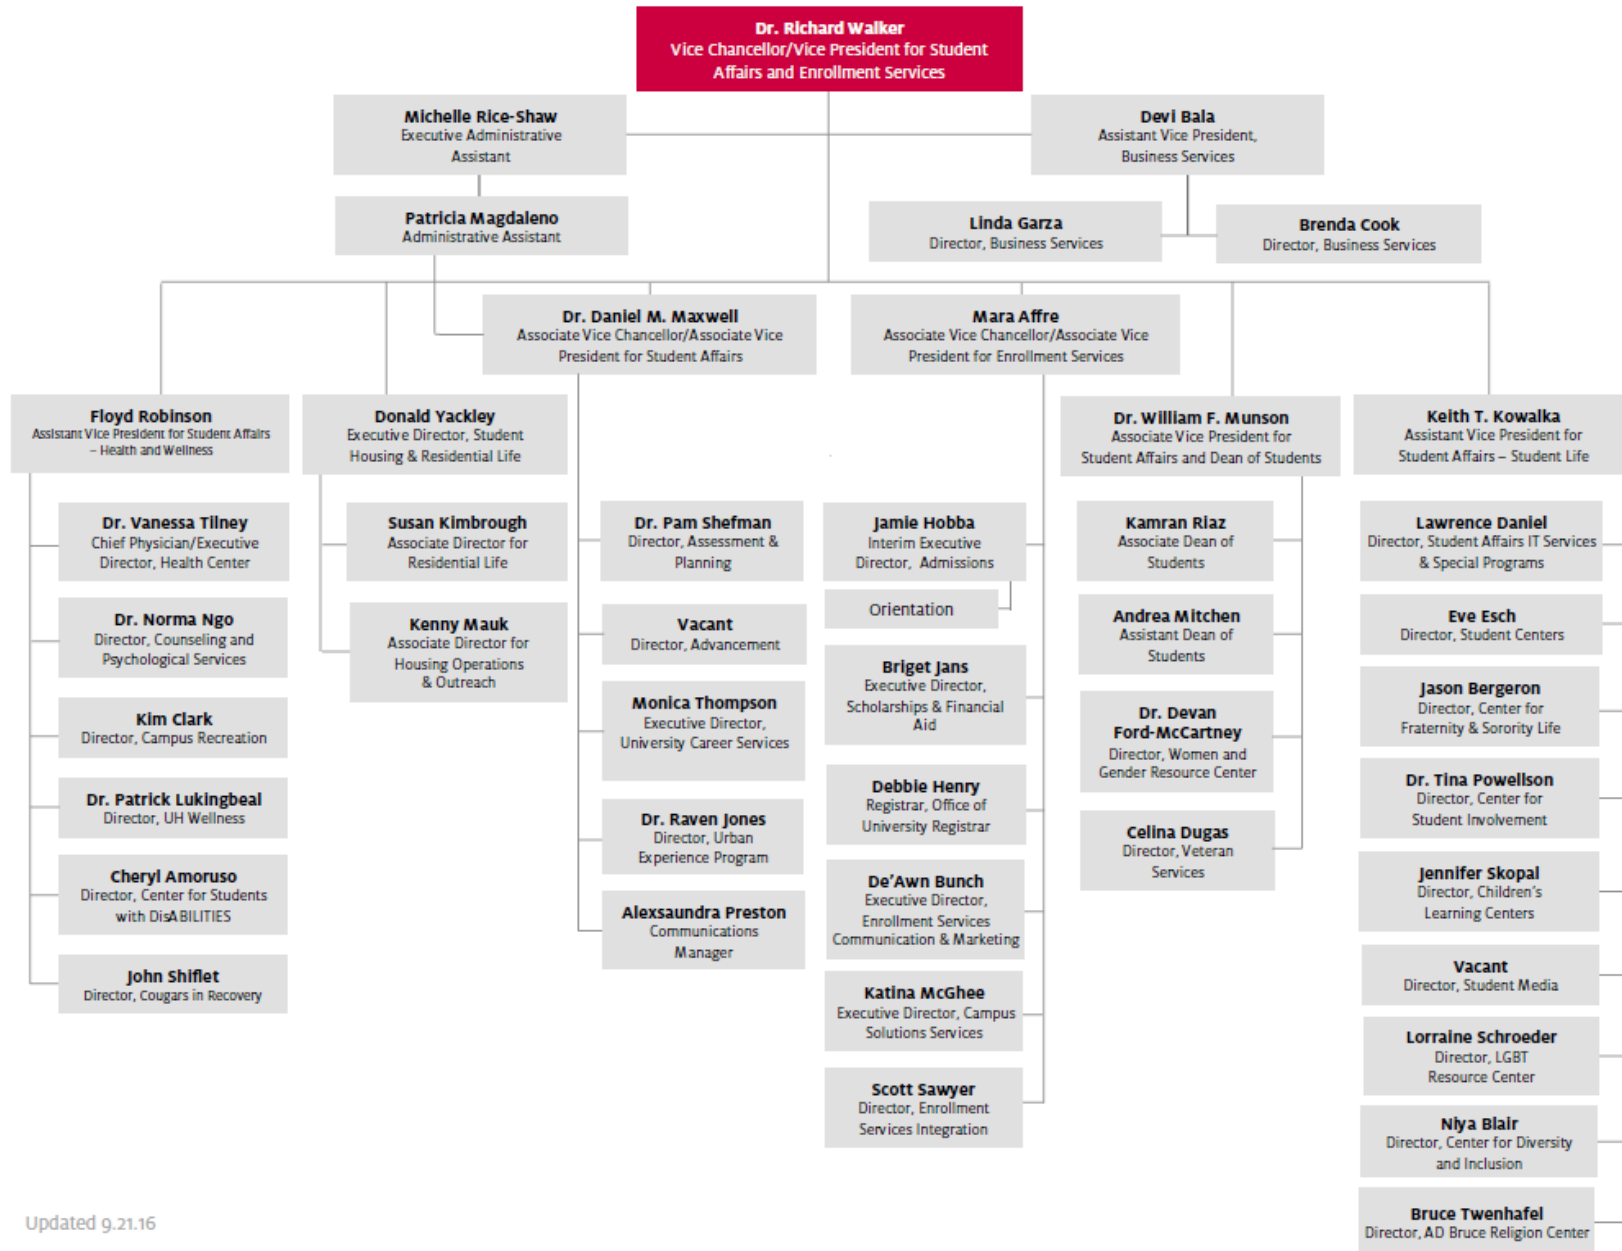 Dr. Richard Walker
Vice Chancellor/Vice President for Student
Affairs and Enrollment Services
Michelle Rice-Shaw
Executive Administrative
Assistant
Devi Bala
Assistant Vice President,
Business Services
Patricia Magdaleno
Administrative Assistant
Linda Garza
Director, Business Services
Brenda Cook
Director, Business Services
Dr. Daniel M. Maxwell
Associate Vice Chancellor/Associate Vice
President for Student Affairs
Mara Affre
Associate Vice Chancellor/Associate Vice
President for Enrollment Services
Floyd Robinson
Assistant Vice President for Student Affairs
– Health and Wellness
Donald Yackley
Executive Director, Student
Housing & Residential Life
Dr. William F. Munson
Associate Vice President for
Student Affairs and Dean of Students
Keith T. Kowalka
Assistant Vice President for
Student Affairs – Student Life
Dr. Vanessa Tilney
Chief Physician/Executive
Director, Health Center
Dr. Norma Ngo
Director, Counseling and
Psychological Services
Kim Clark
Director, Campus Recreation
Dr. Patrick Lukingbeal
Director, UH Wellness
Cheryl Amoruso
Director, Center for Students
with DisABILITIES
John Shiflet
Director, Cougars in Recovery
Susan Kimbrough
Associate Director for
Residential Life
Kenny Mauk
Associate Director for
Housing Operations
& Outreach
Dr. Pam Shefman
Director, Assessment &
Planning
Vacant
Director, Advancement
Monica Thompson
Executive Director,
University Career Services
Dr. Raven Jones
Director, Urban
Experience Program
Alexsaundra Preston
Communications
Manager
Jamie Hobba
Interim Executive
Director, Admissions
Orientation
Briget Jans
Executive Director,
Scholarships & Financial
Aid
Debbie Henry
Registrar, Office of
University Registrar
De'Awn Bunch
Executive Director,
Enrollment Services
Communication & Marketing
Katina McGhee
Executive Director, Campus
Solutions Services
Scott Sawyer
Director, Enrollment
Services Integration
Kamran Riaz
Associate Dean of
Students
Andrea Mitchen
Assistant Dean of
Students
Dr. Devan
Ford-McCartney
Director, Women and
Gender Resource Center
Celina Dugas
Director, Veteran
Services
Lawrence Daniel
Director, Student Affairs IT Services
& Special Programs
Eve Esch
Director, Student Centers
Jason Bergeron
Director, Center for
Fraternity & Sorority Life
Dr. Tina Powellson
Director, Center for
Student Involvement
Jennifer Skopal
Director, Children's
Learning Centers
Vacant
Director, Student Media
Lorraine Schroeder
Director, LGBT
Resource Center
Niya Blair
Director, Center for Diversity
and Inclusion
Bruce Twenhafel
Director, AD Bruce Religion Center
Updated 9.21.16